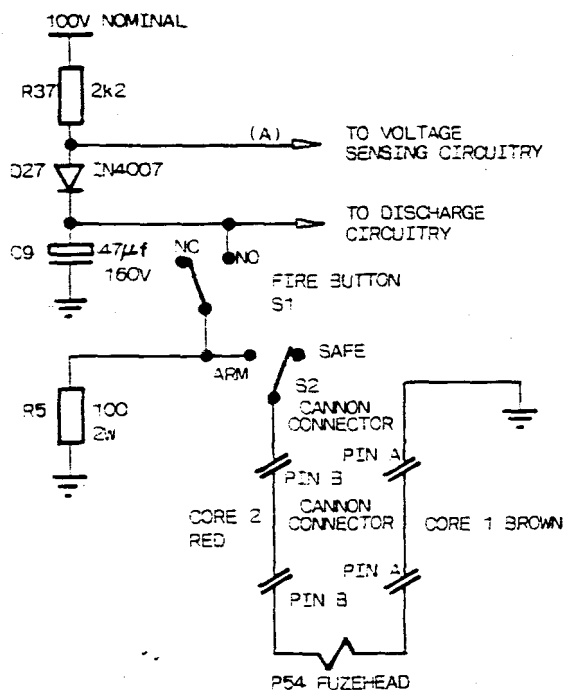 100V NOMINAL
R37 2k2
(A) TO VOLTAGE
SENSING CIRCUITRY
D27 IN4007
TO DISCHARGE
CIRCUITRY
C9 47µf
160V
NC
NO
FIRE BUTTON
S1
SAFE
ARM
S2
R5 100
2W
CANNON
CONNECTOR
PIN A
PIN B
CORE 2
RED
CANNON
CONNECTOR
CORE 1 BROWN
PIN A
PIN B
P54 FUZEHEAD